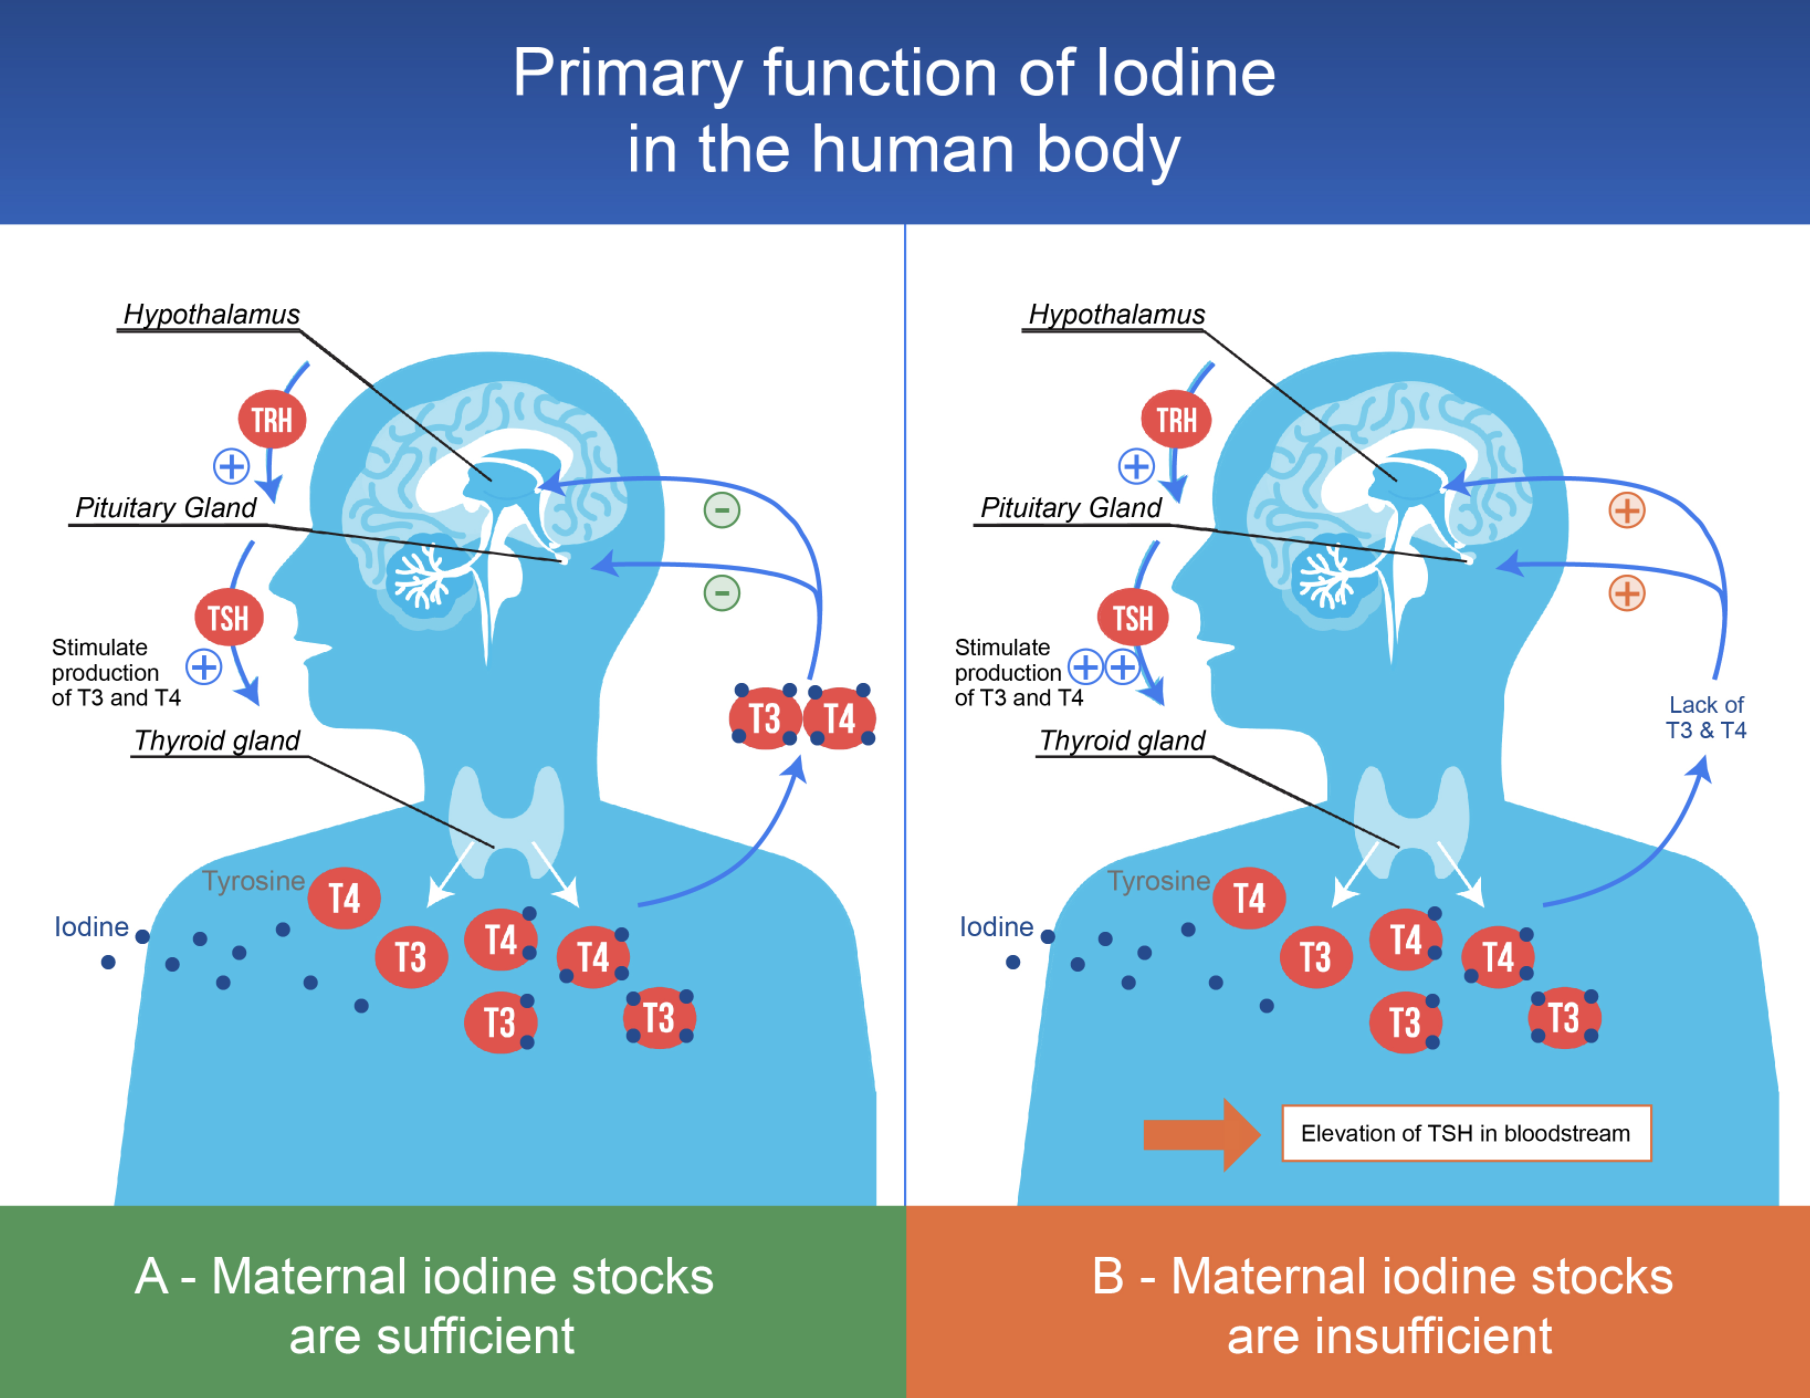 Primary function of Iodine
in the human body
Hypothalamus
TRH
+
Pituitary Gland
-
-
TSH
Stimulate
production
of T3 and T4
+
T3
T4
Thyroid gland
Tyrosine
Iodine
T4
T3
T4
T4
T3
T3
A - Maternal iodine stocks
are sufficient
Hypothalamus
TRH
+
Pituitary Gland
+
+
TSH
Stimulate
production
of T3 and T4
++
Lack of
T3 & T4
Thyroid gland
Tyrosine
Iodine
T4
T3
T4
T4
T3
T3
Elevation of TSH in bloodstream
B - Maternal iodine stocks
are insufficient